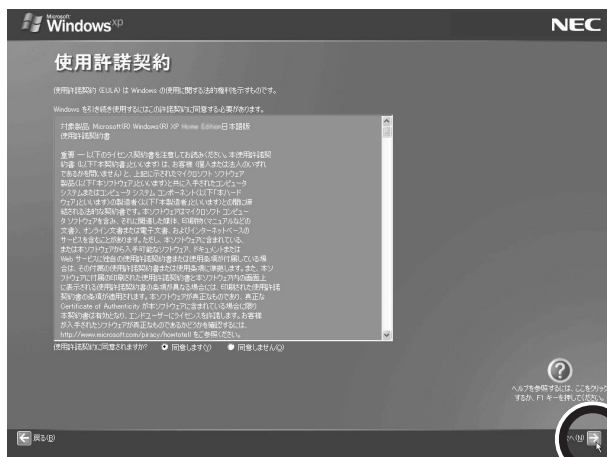 Microsoft
Windows xp
NEC
使用許諾契約
使用許諾契約 (EULA) は Windows の使用に関する法的権利を示すものです。
Windows を引き続き使用するにはこの許諾契約に同意する必要があります。
対象製品: Microsoft(R) Windows(R) XP Home Edition日本語版
使用許諾契約書
重要 ― 以下のライセンス契約書を注意してお読みください。本使用許諾契
約書 (以下「本契約書」といいます) は、お客様 (個人または法人のいずれ
であるかを問いません) と、上記に示されたマイクロソフト ソフトウェア
製品(以下「本ソフトウェア」といいます)と共に入手されたコンピュータ
システムまたはコンピュータ システム コンポーネント(以下「本ハード
ウェア」といいます)の製造者(以下「本製造者」といいます)との間に締
結される法的な契約書です。本ソフトウェアはマイクロソフト コンピュー
タ ソフトウェアを含み、それに関連した媒体、印刷物(マニュアルなどの
文書)、オンライン文書または電子文書、およびインターネットベースの
サービスを含むことがあります。ただし、本ソフトウェアに含まれている、
または本ソフトウェアから入手可能なソフトウェア、ドキュメントまたは
Web サービスに独自の使用許諾契約書または使用条項が付属している場
合は、その付属の使用許諾契約書または使用条項に準拠します。また、本ソ
フトウェアに付属の印刷された使用許諾契約書と本ソフトウェア内の画面上
に表示される使用許諾契約書の条項が異なる場合には、印刷された使用許諾
契約書の条項が適用されます。本ソフトウェアが真正なものであり、真正な
Certificate of Authenticity が本ソフトウェアに含まれている場合に限り
本契約書は有効となり、エンドユーザーにライセンスを許諾します。お客様
が入手されたソフトウェアが真正なものであるかどうかを確認するには、
http://www.microsoft.com/piracy/howtotell をご参照ください。
使用許諾契約に同意されますか?
同意します(Y)
同意しません(O)
ヘルプを参照するには、ここをクリック
するか、F1 キーを押してください。
戻る(B)
へ(N)